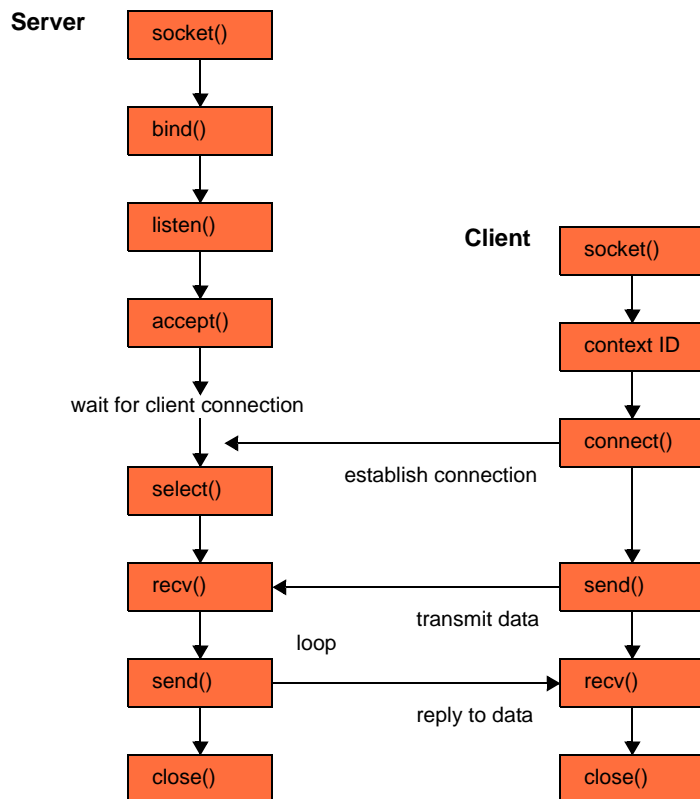 Server
socket()
bind()
listen()
accept()
wait for client connection
select()
recv()
send()
close()
Client
socket()
context ID
connect()
establish connection
send()
transmit data
loop
recv()
reply to data
close()